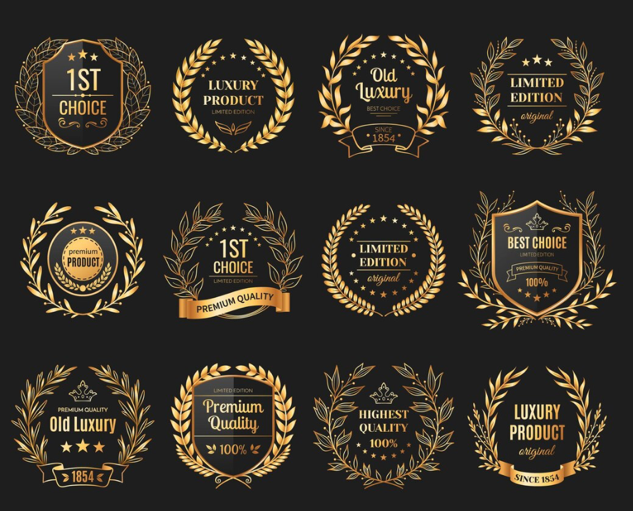 1ST
CHOICE
LUXURY
PRODUCT
LIMITED EDITION
Old
Luxury
BEST CHOICE
SINCE
1854
LIMITED
EDITION
original
premium
PRODUCT
1ST
CHOICE
LIMITED EDITION
PREMIUM QUALITY
LIMITED
EDITION
original
BEST CHOICE
LIMITED EDITION
PREMIUM QUALITY
100%
PREMIUM QUALITY
Old Luxury
1854
LIMITED EDITION
Premium
Quality
100%
HIGHEST
QUALITY
100%
LUXURY
PRODUCT
original
SINCE 1854